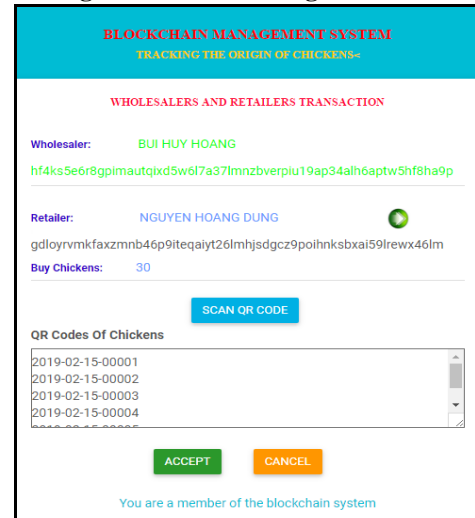 BLOCKCHAIN MANAGEMENT SYSTEM
TRACKING THE ORIGIN OF CHICKENS<
WHOLESALERS AND RETAILERS TRANSACTION
Wholesaler: BUI HUY HOANG
hf4ks5e6r8gpimautqixd5w6l7a37lmnzbverpiu19ap34alh6aptw5hf8ha9p
Retailer: NGUYEN HOANG DUNG
gdloyrvmkfaxzmnb46p9iteqaiyt26lmhjsdgcz9poihnksbxai59lrewx46lm
Buy Chickens: 30
SCAN QR CODE
QR Codes Of Chickens
2019-02-15-00001
2019-02-15-00002
2019-02-15-00003
2019-02-15-00004
ACCEPT CANCEL
You are a member of the blockchain system